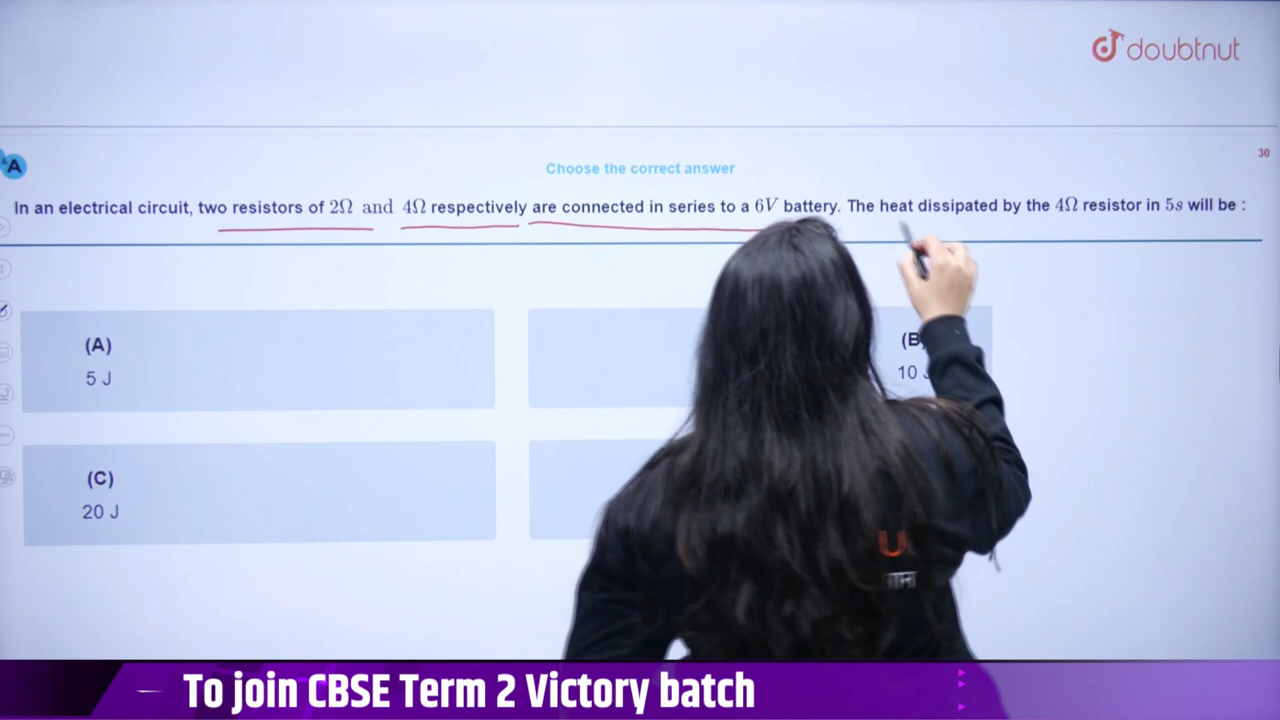 doubtnut
A
Choose the correct answer
30
In an electrical circuit, two resistors of 2Ω and 4Ω respectively are connected in series to a 6V battery. The heat dissipated by the 4Ω resistor in 5s will be :
(A)
5 J
(B)
10 J
(C)
20 J
U
To join CBSE Term 2 Victory batch